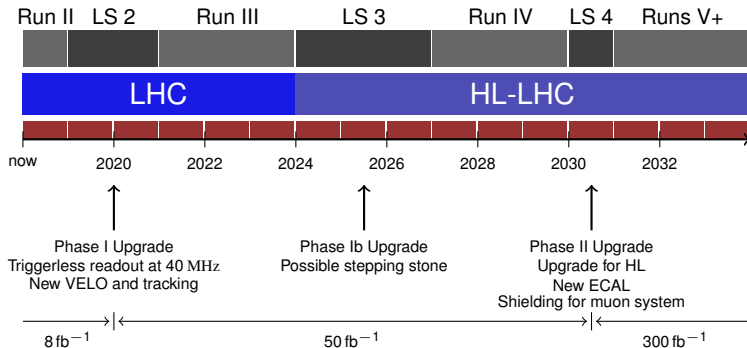 Run II LS 2 Run III LS 3 Run IV LS 4 Runs V+
LHC HL-LHC
now 2020 2022 2024 2026 2028 2030 2032
Phase I Upgrade
Triggerless readout at 40 MHz
New VELO and tracking
Phase Ib Upgrade
Possible stepping stone
Phase II Upgrade
Upgrade for HL
New ECAL
Shielding for muon system
8 fb⁻¹ 50 fb⁻¹ 300 fb⁻¹